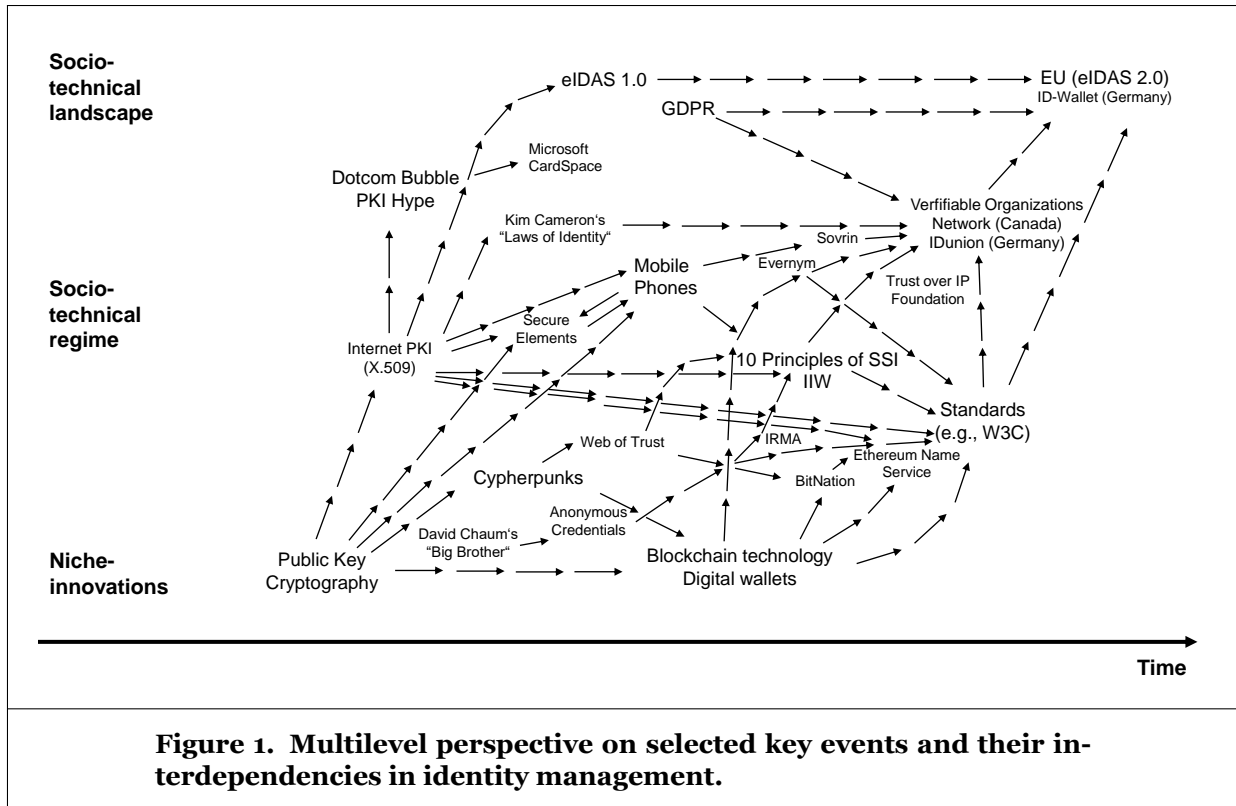 Socio-
technical
landscape
eIDAS 1.0
EU (eIDAS 2.0)
ID-Wallet (Germany)
GDPR
Microsoft
CardSpace
Dotcom Bubble
PKI Hype
Kim Cameron‘s
“Laws of Identity“
Verfifiable Organizations
Network (Canada)
IDunion (Germany)
Sovrin
Evernym
Mobile
Phones
Trust over IP
Foundation
Socio-
technical
regime
Secure
Elements
Internet PKI
(X.509)
10 Principles of SSI
IIW
Standards
(e.g., W3C)
Web of Trust
IRMA
Ethereum Name
Service
Cypherpunks
BitNation
Anonymous
Credentials
David Chaum‘s
“Big Brother“
Niche-
innovations
Public Key
Cryptography
Blockchain technology
Digital wallets
Time
Figure 1. Multilevel perspective on selected key events and their in-
terdependencies in identity management.